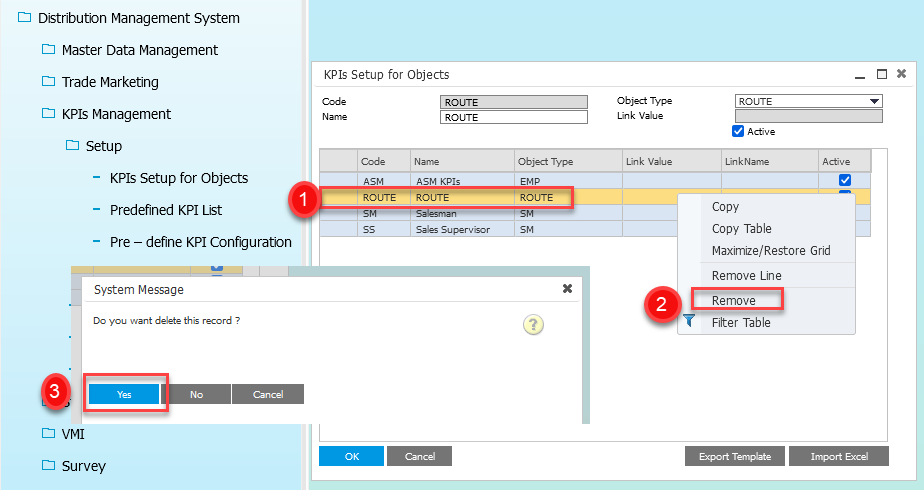 Distribution Management System
Master Data Management
Trade Marketing
KPIs Management
Setup
KPIs Setup for Objects
Predefined KPI List
Pre – define KPI Configuration
VMI
Survey
KPIs Setup for Objects
Code ROUTE Object Type ROUTE
Name ROUTE Link Value
Active
Code Name Object Type Link Value LinkName Active
ASM ASM KPIs EMP
ROUTE ROUTE ROUTE
SM Salesman SM
SS Sales Supervisor SM
1
Copy
Copy Table
Maximize/Restore Grid
Remove Line
2 Remove
Filter Table
System Message
Do you want delete this record ?
?
3 Yes No Cancel
OK Cancel Export Template Import Excel